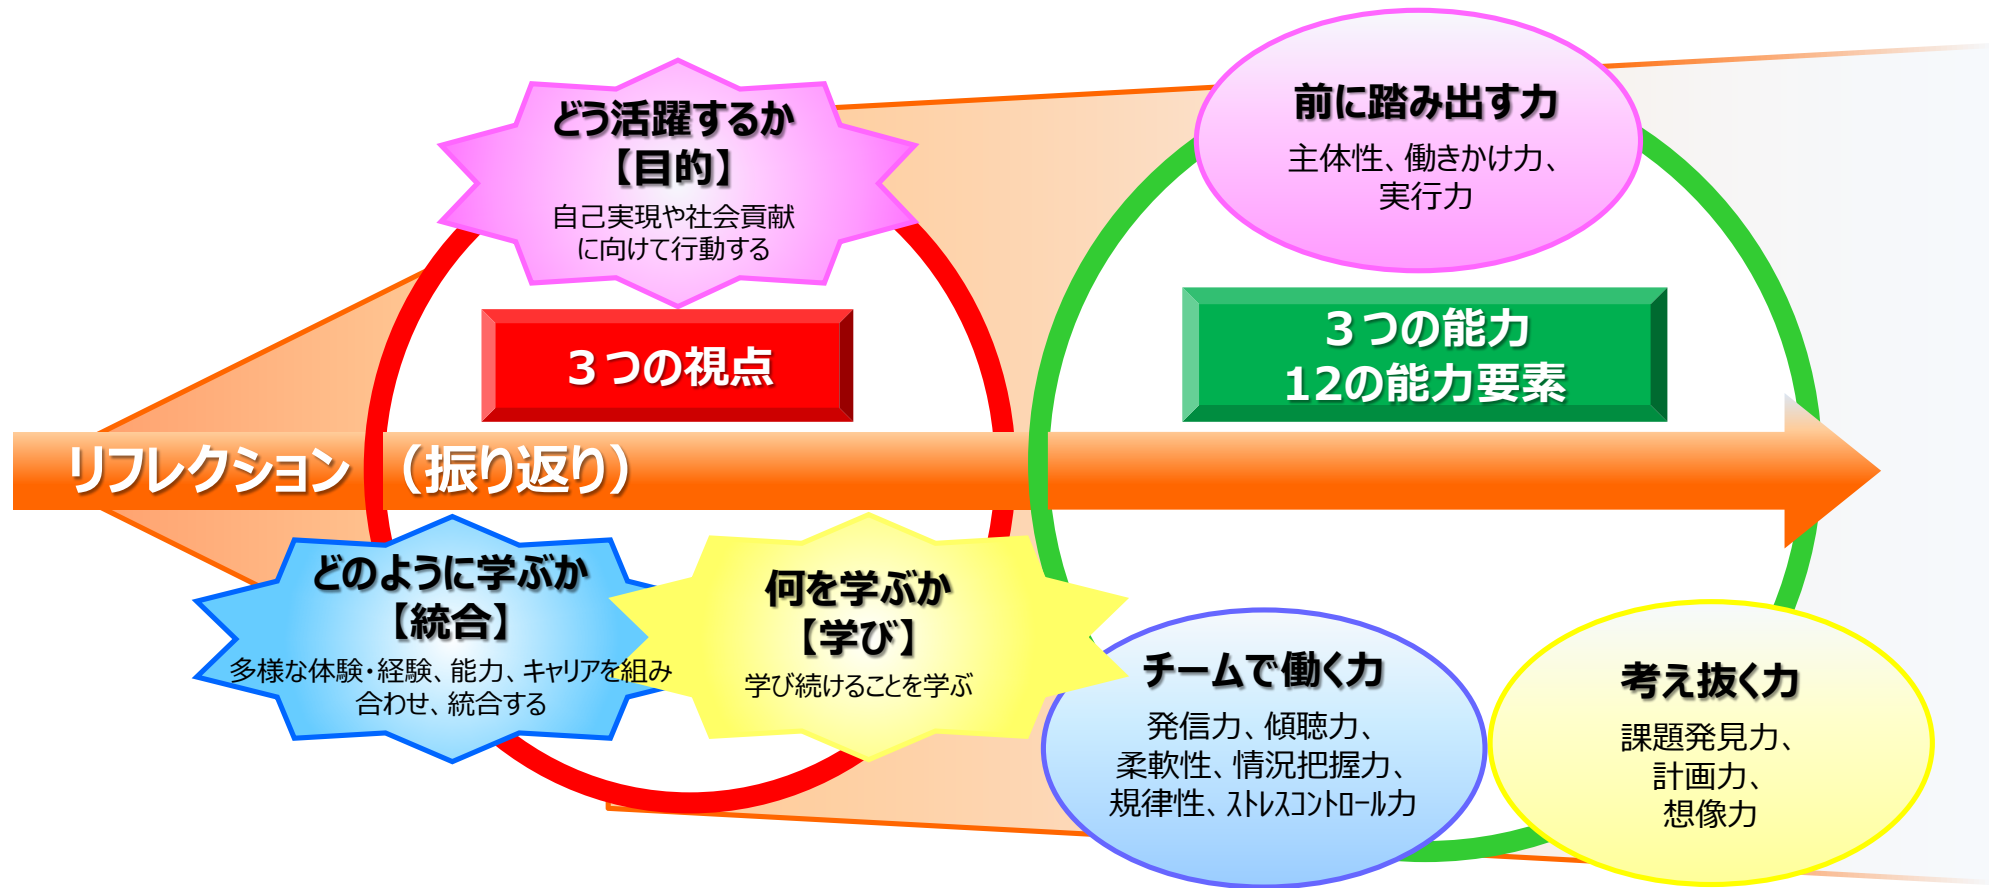 どう活躍するか
【目的】
自己実現や社会貢献
に向けて行動する
3つの視点
リフレクション （振り返り）
どのように学ぶか
【統合】
多様な体験・経験、能力、キャリアを組み
合わせ、統合する
何を学ぶか
【学び】
学び続けることを学ぶ
前に踏み出す力
主体性、働きかけ力、
実行力
3つの能力
12の能力要素
チームで働く力
発信力、傾聴力、
柔軟性、情況把握力、
規律性、ストレスコントロール力
考え抜く力
課題発見力、
計画力、
想像力